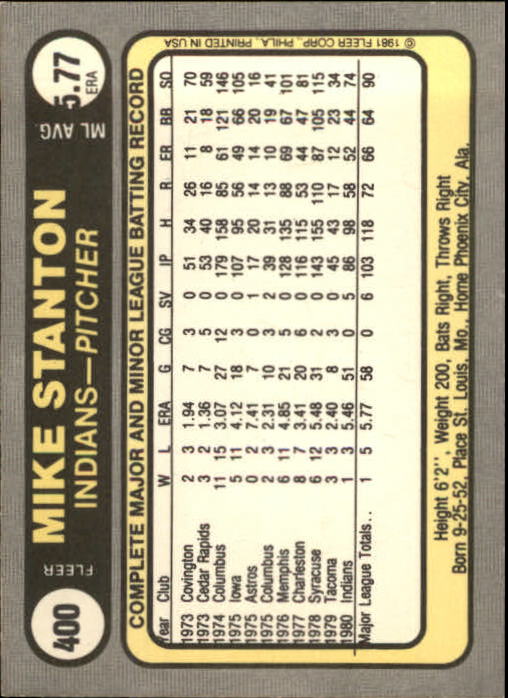 400
FLEER
MIKE STANTON
INDIANS—PITCHER
ML AVG.
5.77
ERA
COMPLETE MAJOR AND MINOR LEAGUE BATTING RECORD
Year Club W L ERA G CG SV IP H R ER BB SO
1973 Covington 2 3 1.94 7 3 0 51 34 26 11 21 70
1973 Cedar Rapids 3 2 1.36 7 5 0 53 40 16 8 18 59
1974 Columbus 11 15 3.07 27 12 0 179 158 85 61 121 146
1975 Iowa 5 11 4.12 18 3 0 107 95 56 49 66 105
1975 Astros 0 2 7.41 7 0 1 17 20 14 14 20 16
1975 Columbus 2 3 2.31 10 3 2 39 31 13 10 19 41
1976 Memphis 6 11 4.85 21 5 0 128 136 88 69 67 101
1977 Charleston 8 7 3.41 20 6 0 116 115 53 44 47 81
1978 Syracuse 6 12 5.48 31 2 0 143 155 110 87 105 115
1979 Tacoma 3 3 2.40 8 3 0 45 43 17 12 23 34
1980 Indians 1 3 5.46 51 0 5 86 98 58 52 44 74
Major League Totals.. 1 5 5.77 58 0 6 103 118 72 66 64 90
Height 6'2'', Weight 200, Bats Right, Throws Right
Born 9-25-52, Place St. Louis, Mo., Home Phoenix City, Ala.
© 1981 FLEER CORP., PHILA., PRINTED IN USA